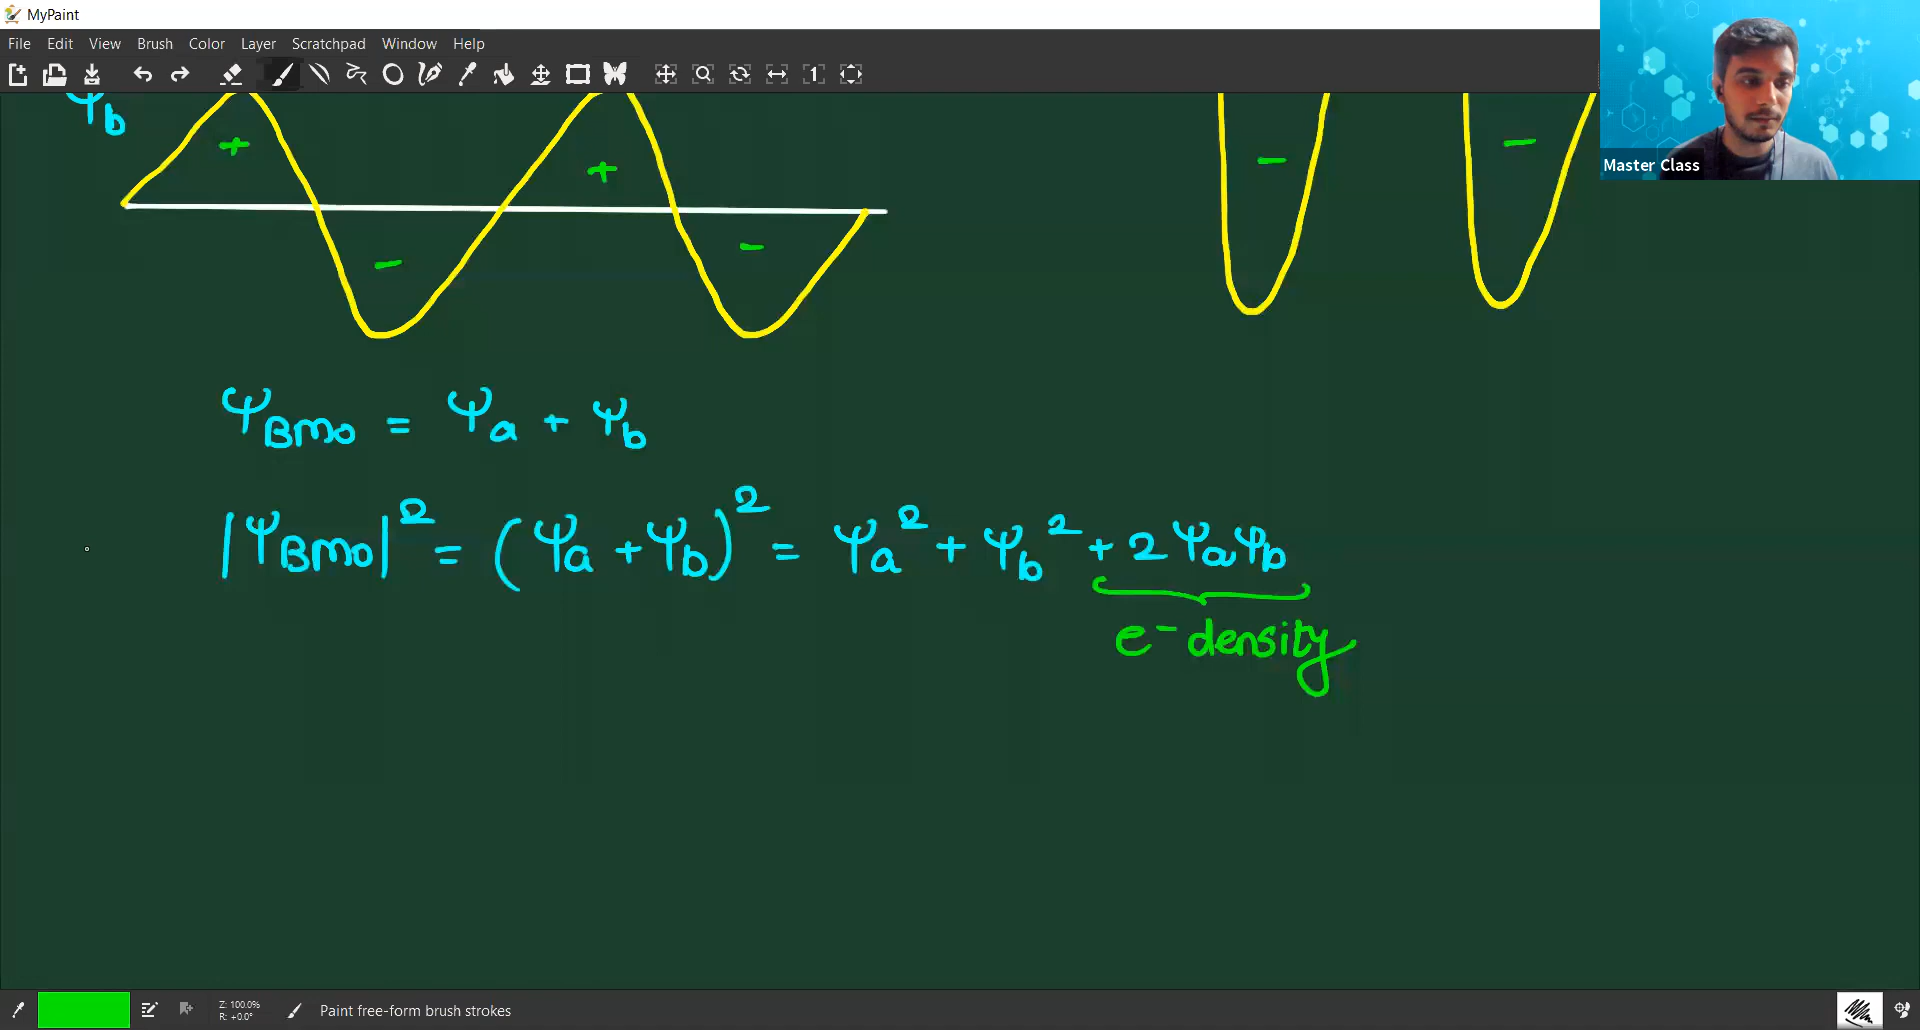 MyPaint
File Edit View Brush Color Layer Scratchpad Window Help
Master Class
Ψb
+ + - -
- -
ΨBMO = Ψa + Ψb
|ΨBMO|² = (Ψa + Ψb)² = Ψa² + Ψb² + 2ΨaΨb
e⁻ density
Z: 100.0%
R: +0.0°
Paint free-form brush strokes